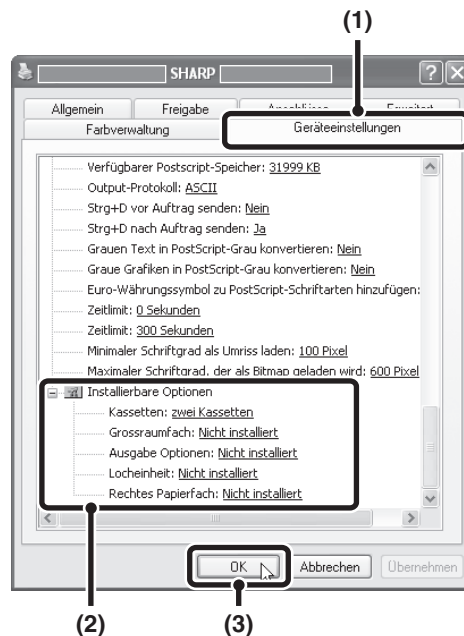 (1)
SHARP
Allgemein Freigabe Anschlüsse Erweitert
Farbverwaltung Geräteeinstellungen
Verfügbarer Postscript-Speicher: 31999 KB
Output-Protokoll: ASCII
Strg+D vor Auftrag senden: Nein
Strg+D nach Auftrag senden: Ja
Grauen Text in PostScript-Grau konvertieren: Nein
Graue Grafiken in PostScript-Grau konvertieren: Nein
Euro-Währungssymbol zu PostScript-Schriftarten hinzufügen:
Zeitlimit: 0 Sekunden
Zeitlimit: 300 Sekunden
Minimaler Schriftgrad als Umriss laden: 100 Pixel
Maximaler Schriftgrad, der als Bitmap geladen wird: 600 Pixel
Installierbare Optionen
Kassetten: zwei Kassetten
Grossraumfach: Nicht installiert
Ausgabe Optionen: Nicht installiert
Locheinheit: Nicht installiert
Rechtes Papierfach: Nicht installiert
OK Abbrechen Übernehmen
(2) (3)